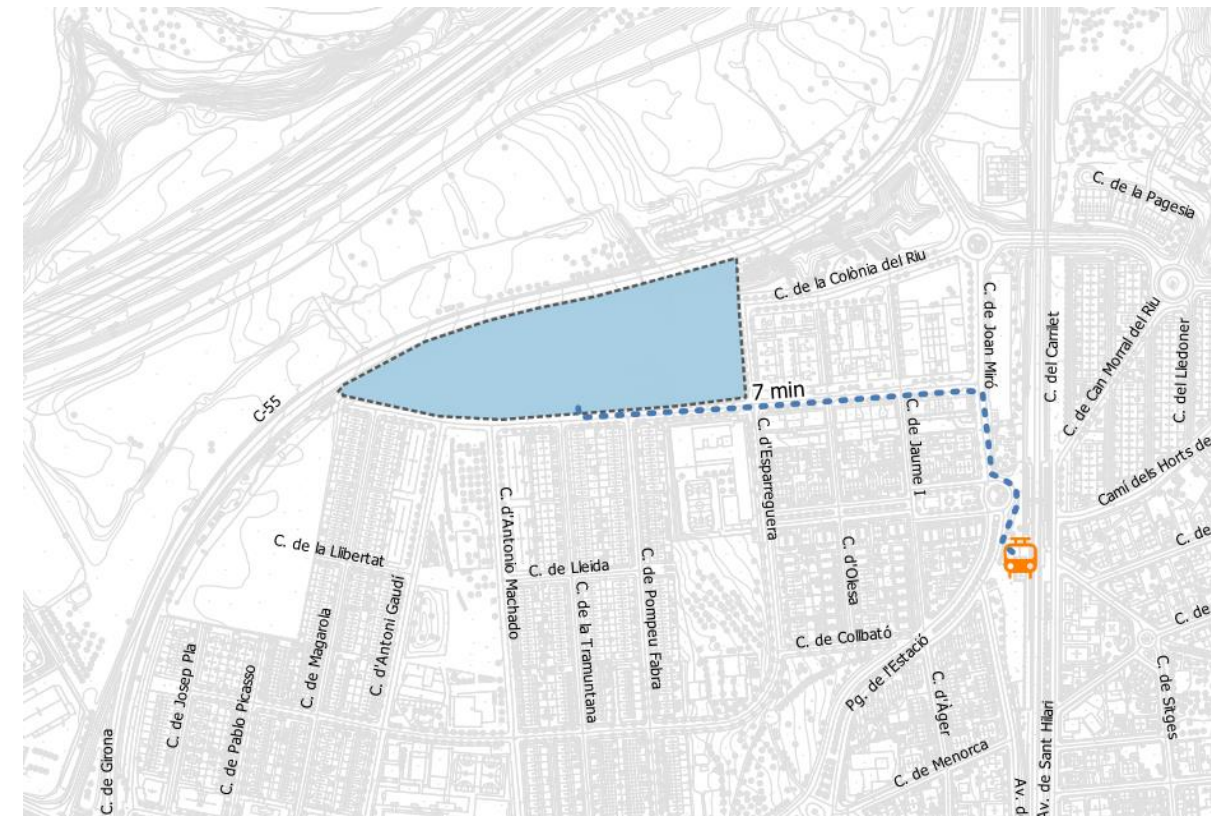 C. de la Pagesia
C. de la Colònia del Riu
C. de Joan Miró
C. del Carrilet
C. de Can Morral del Riu
C. del Lledoner
C-55
7 min
C. d'Esparreguera
C. de Jaume I
Camí dels Horts de
C. d'Antonio Machado
C. de la Llibertat
C. de Lleida
C. de Pompeu Fabra
C. d'Olesa
C. de
C. de Magarola
C. d'Antoni Gaudí
C. de la Tramuntana
C. de Collbató
C. de
C. de Josep Pla
C. de Pablo Picasso
Pg. de l'Estació
C. d'Àger
C. de Sitges
C. de Girona
C. de Menorca
Av. d
Av. de Sant Hilari